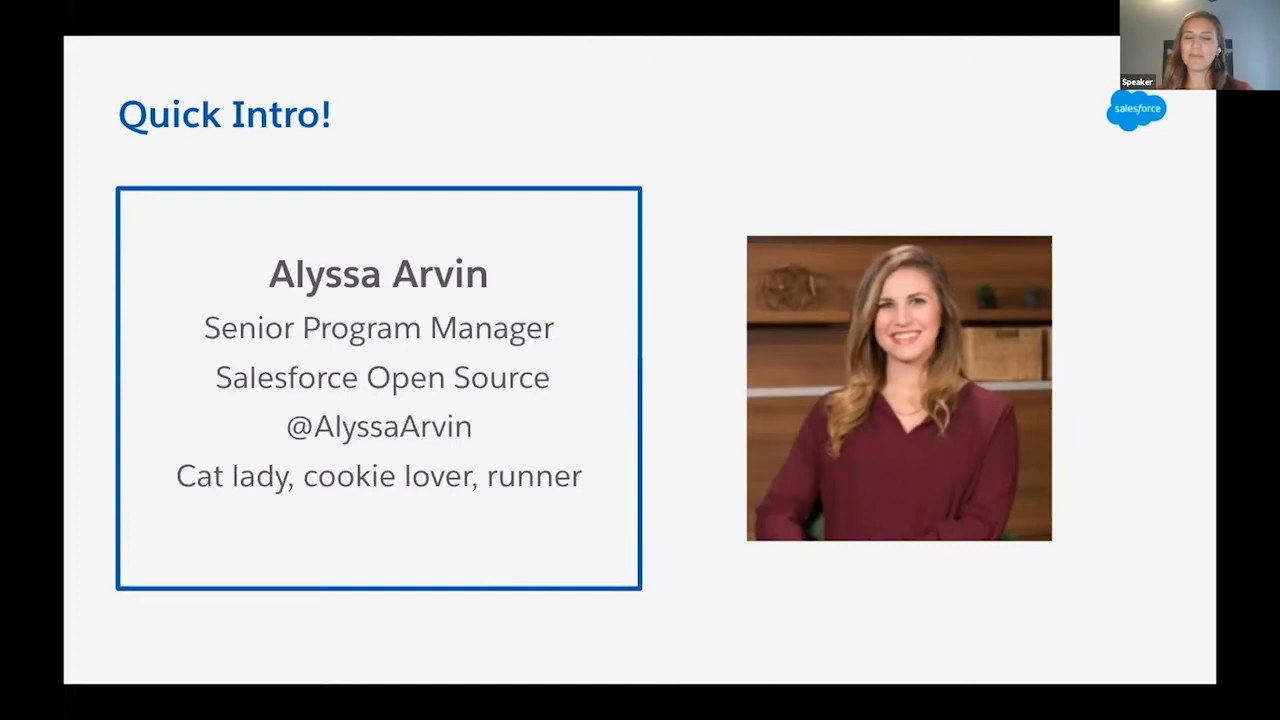 Speaker
salesforce
Quick Intro!
Alyssa Arvin
Senior Program Manager
Salesforce Open Source
@AlyssaArvin
Cat lady, cookie lover, runner